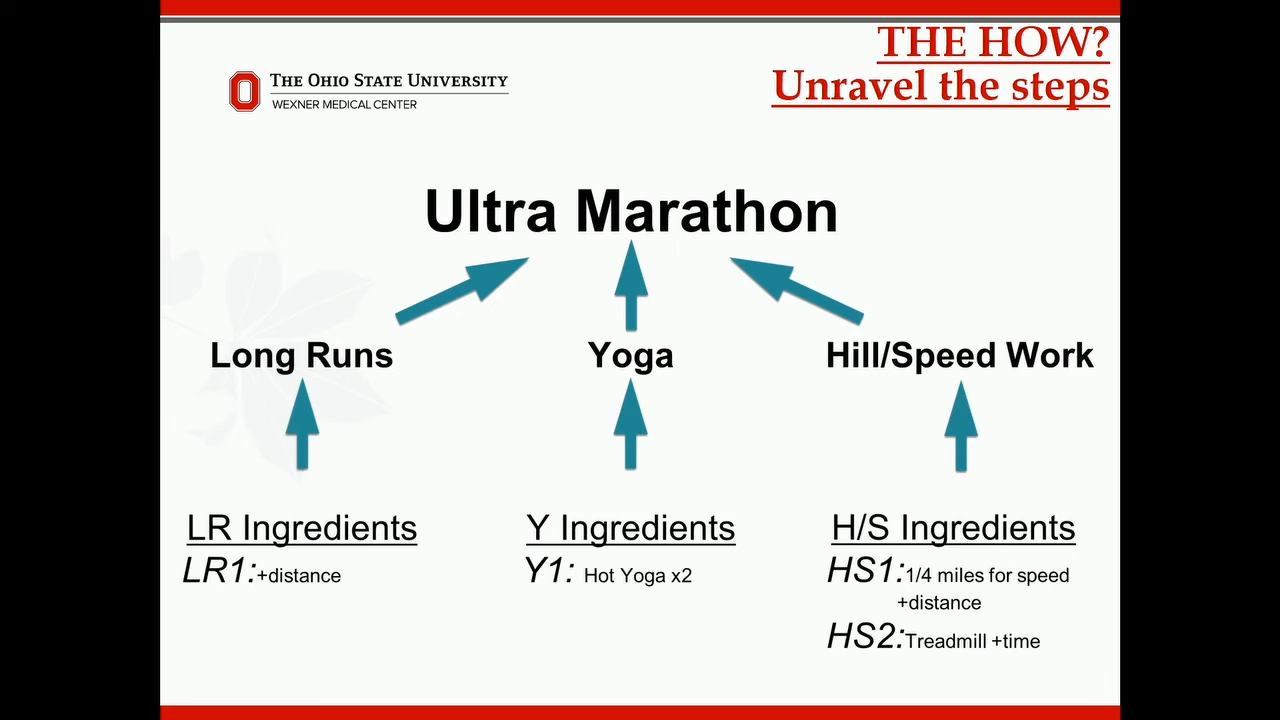 THE HOW?
Unravel the steps
THE OHIO STATE UNIVERSITY
WEXNER MEDICAL CENTER
Ultra Marathon
Long Runs
Yoga
Hill/Speed Work
LR Ingredients
LR1:+distance
Y Ingredients
Y1: Hot Yoga x2
H/S Ingredients
HS1:1/4 miles for speed
+distance
HS2:Treadmill +time